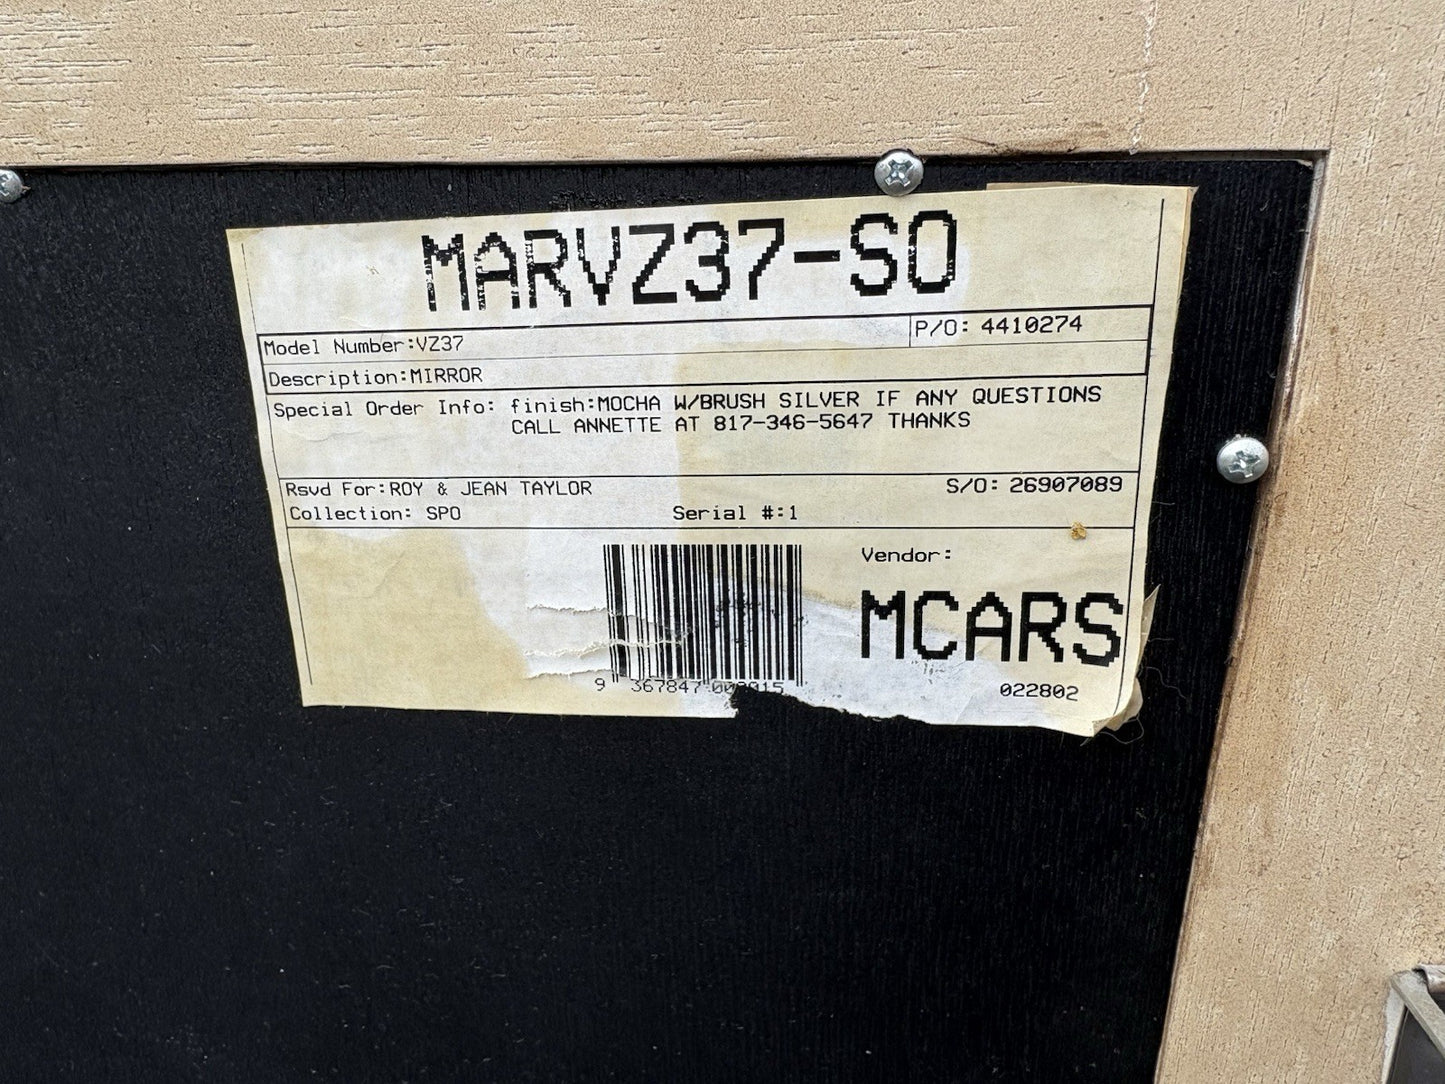 MARVZ37-SO
Model Number:VZ37
P/O: 4410274
Description:MIRROR
Special Order Info: finish:MOCHA W/BRUSH SILVER IF ANY QUESTIONS
CALL ANNETTE AT 817-346-5647 THANKS
Rsvd For:ROY & JEAN TAYLOR
S/O: 26907089
Collection: SPO
Serial #:1
Vendor:
MCARS
9 367847
022802